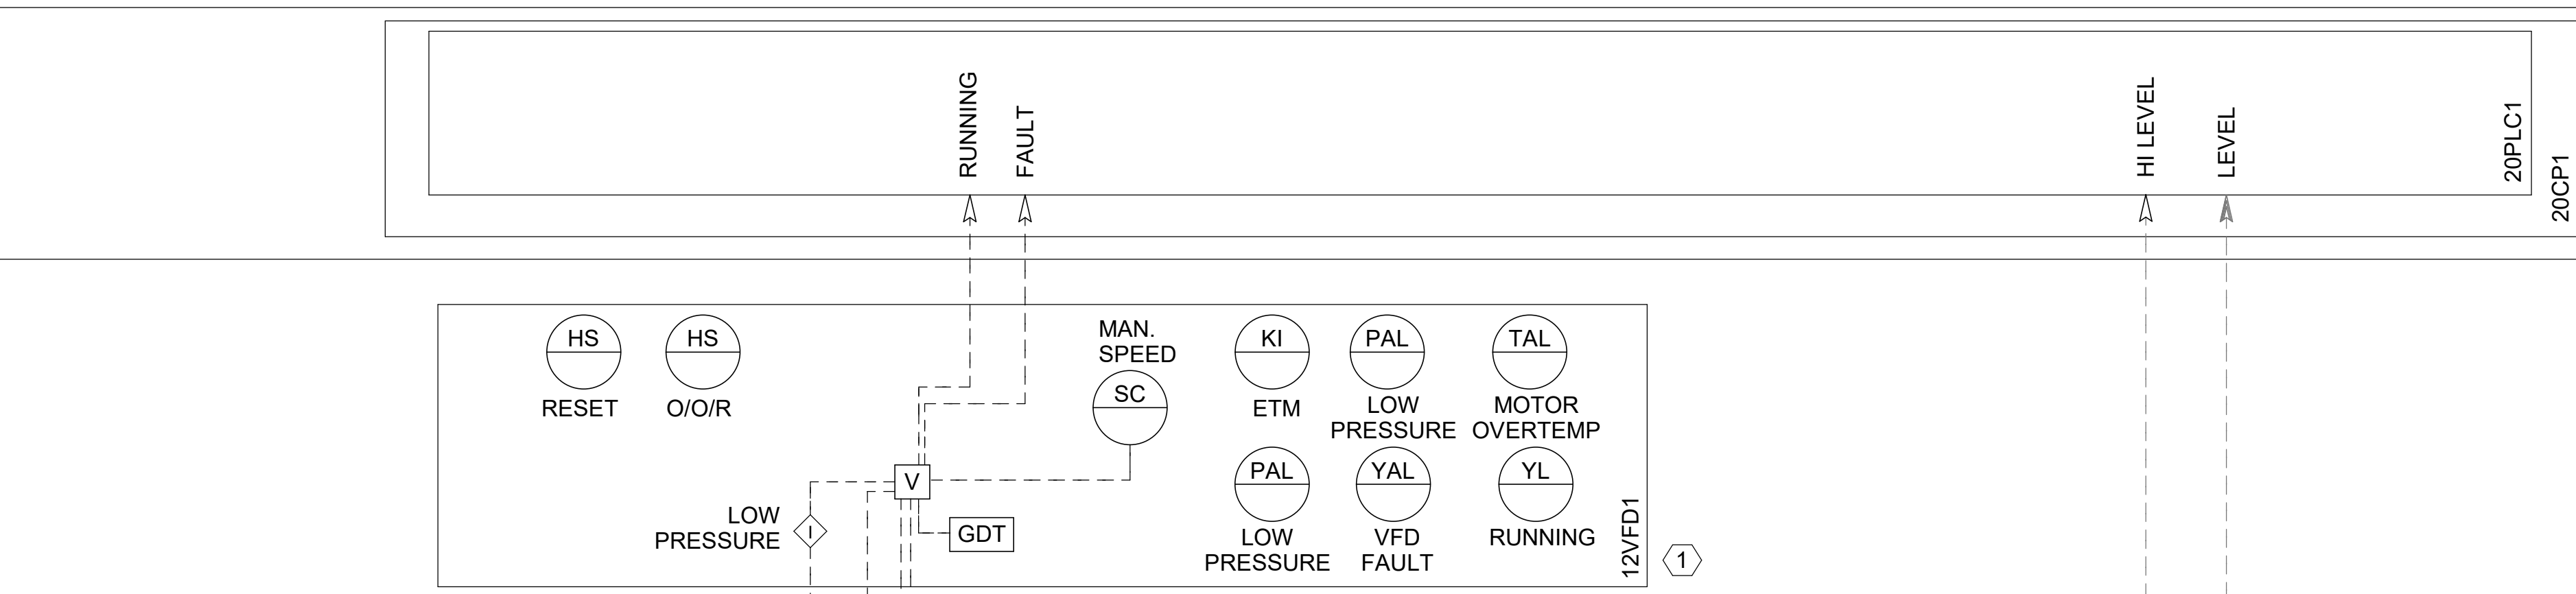 RUNNING
FAULT
HI LEVEL
LEVEL
20PLC1
20CP1
HS
RESET
HS
O/O/R
MAN.
SPEED
SC
KI
ETM
PAL
LOW
PRESSURE
TAL
MOTOR
OVERTEMP
PAL
LOW
PRESSURE
YAL
VFD
FAULT
YL
RUNNING
V
LOW
PRESSURE
I
GDT
12VFD1
1